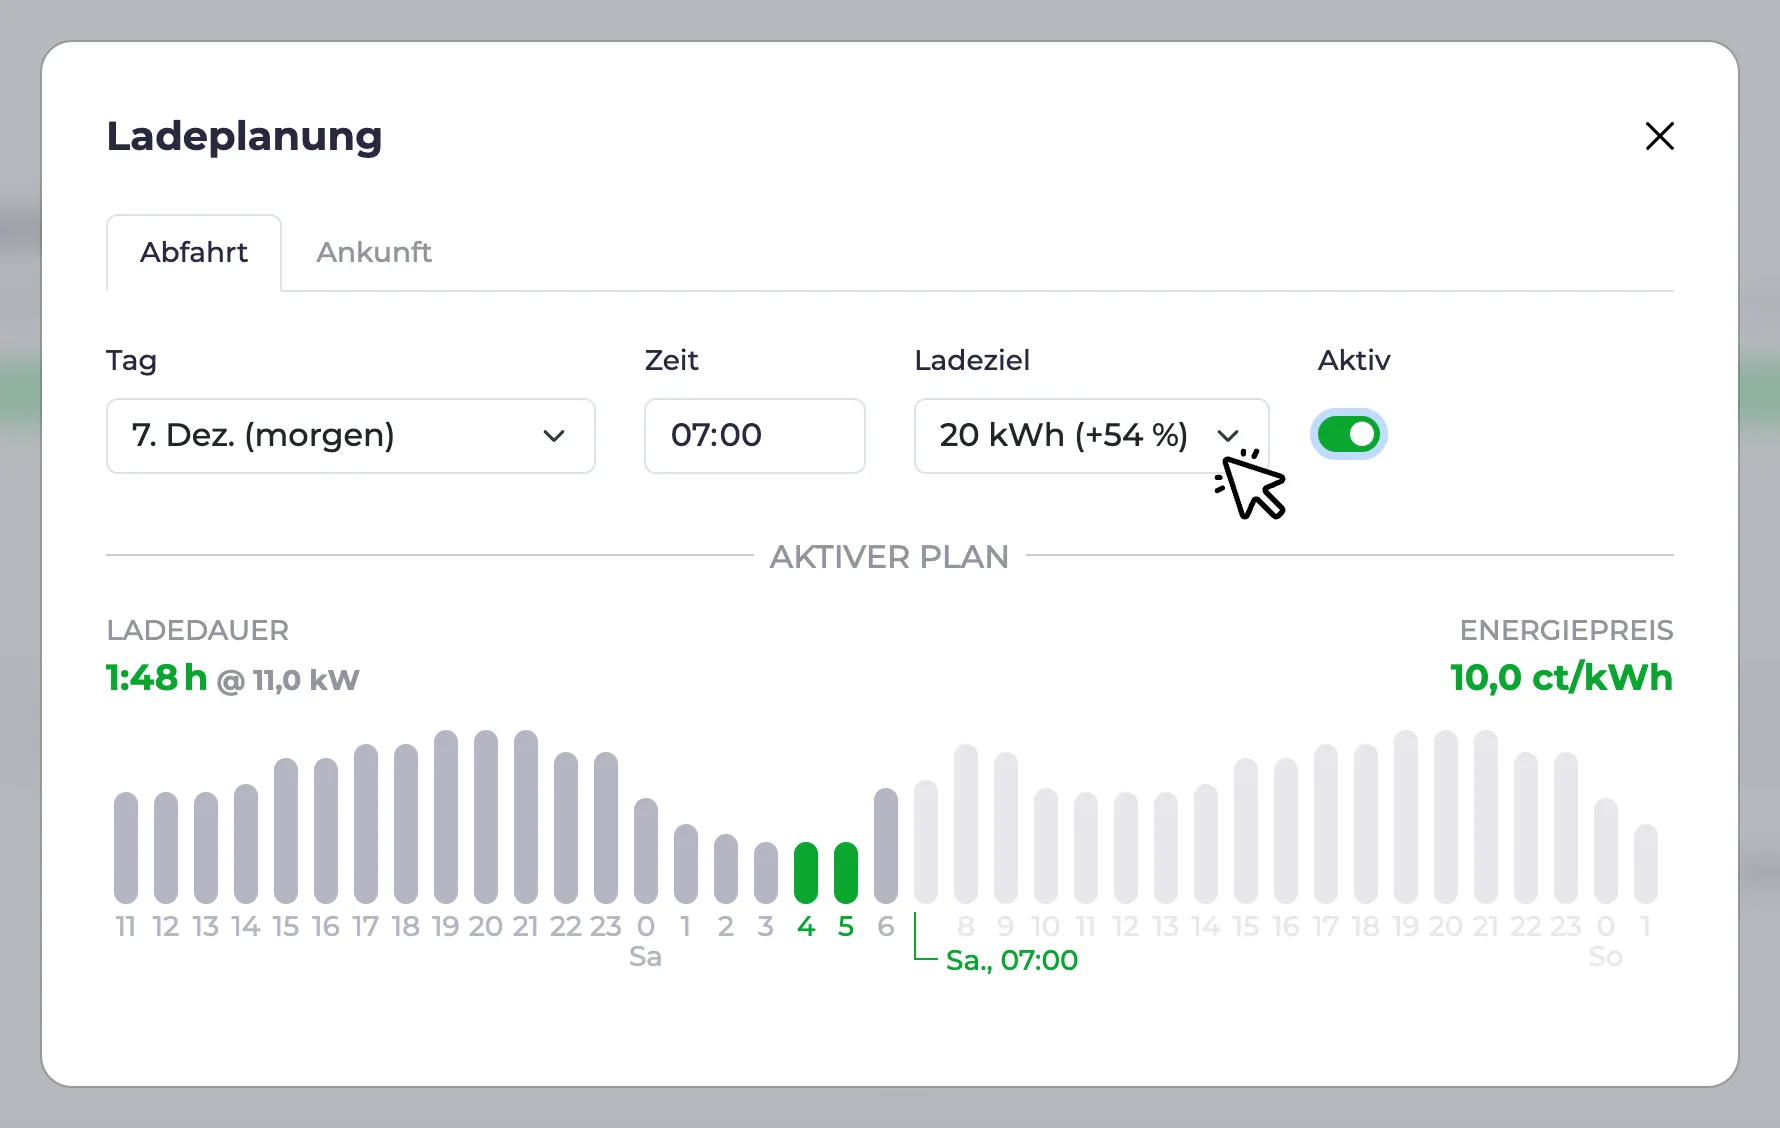 Ladeplanung
Abfahrt Ankunft
Tag Zeit Ladeziel Aktiv
7. Dez. (morgen) 07:00 20 kWh (+54 %)
AKTIVER PLAN
LADEDAUER ENERGIEPREIS
1:48 h @ 11,0 kW 10,0 ct/kWh
11 12 13 14 15 16 17 18 19 20 21 22 23 0 1 2 3 4 5 6 8 9 10 11 12 13 14 15 16 17 18 19 20 21 22 23 0 1
Sa Sa., 07:00 So